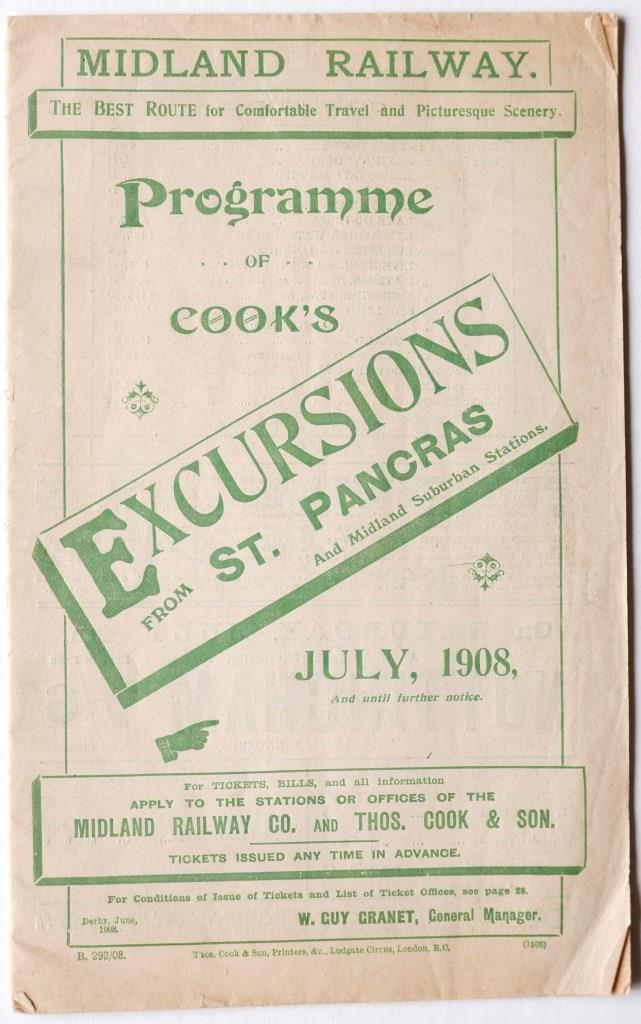 MIDLAND RAILWAY.
THE BEST ROUTE for Comfortable Travel and Picturesque Scenery.
Programme
OF
COOK'S
EXCURSIONS
FROM ST. PANCRAS
And Midland Suburban Stations.
JULY, 1908,
And until further notice.
For TICKETS, BILLS, and all information
APPLY TO THE STATIONS OR OFFICES OF THE
MIDLAND RAILWAY CO. AND THOS. COOK & SON.
TICKETS ISSUED ANY TIME IN ADVANCE.
For Conditions of Issue of Tickets and List of Ticket Offices, see page 28.
Derby, June,
1908.
W. GUY GRANET, General Manager.
B. 292/08.
Thos. Cook & Son, Printers, &c., Ludgate Circus, London, E.C.